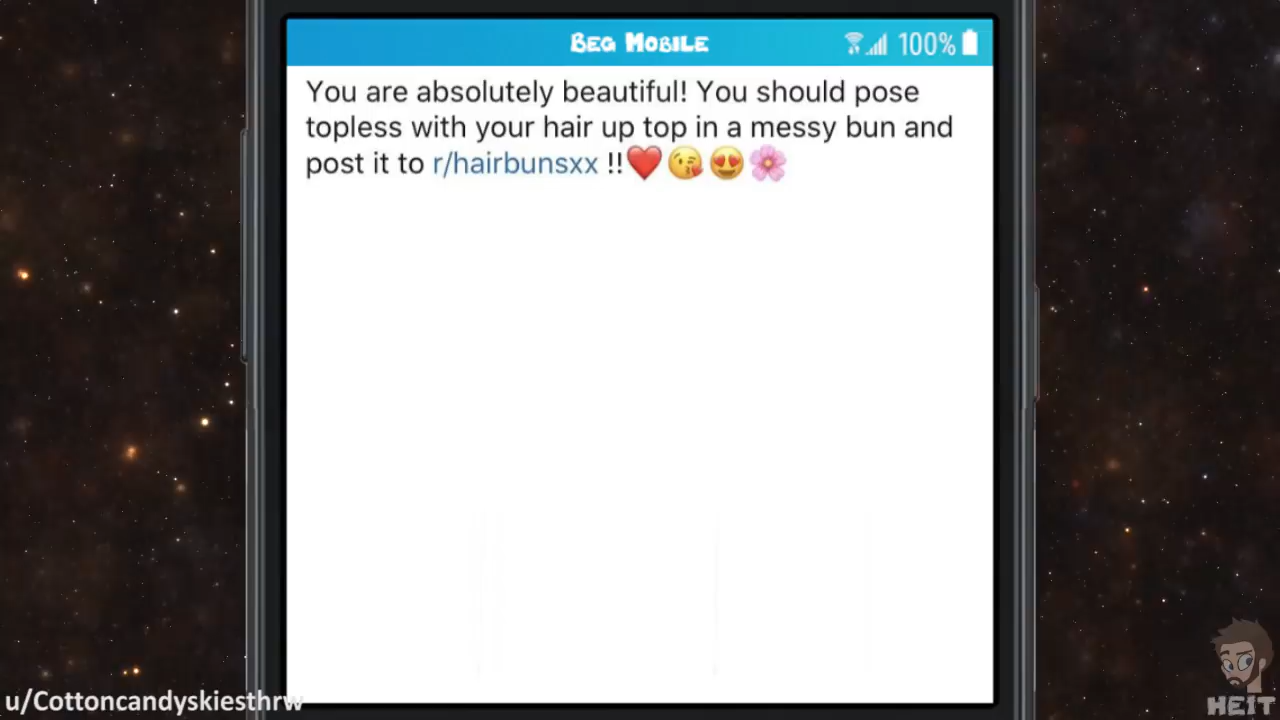 Beg Mobile
100%
You are absolutely beautiful! You should pose
topless with your hair up top in a messy bun and
post it to r/hairbunsxx !!❤️😘😍🌸
u/Cottoncandyskiesthrw
HEIT